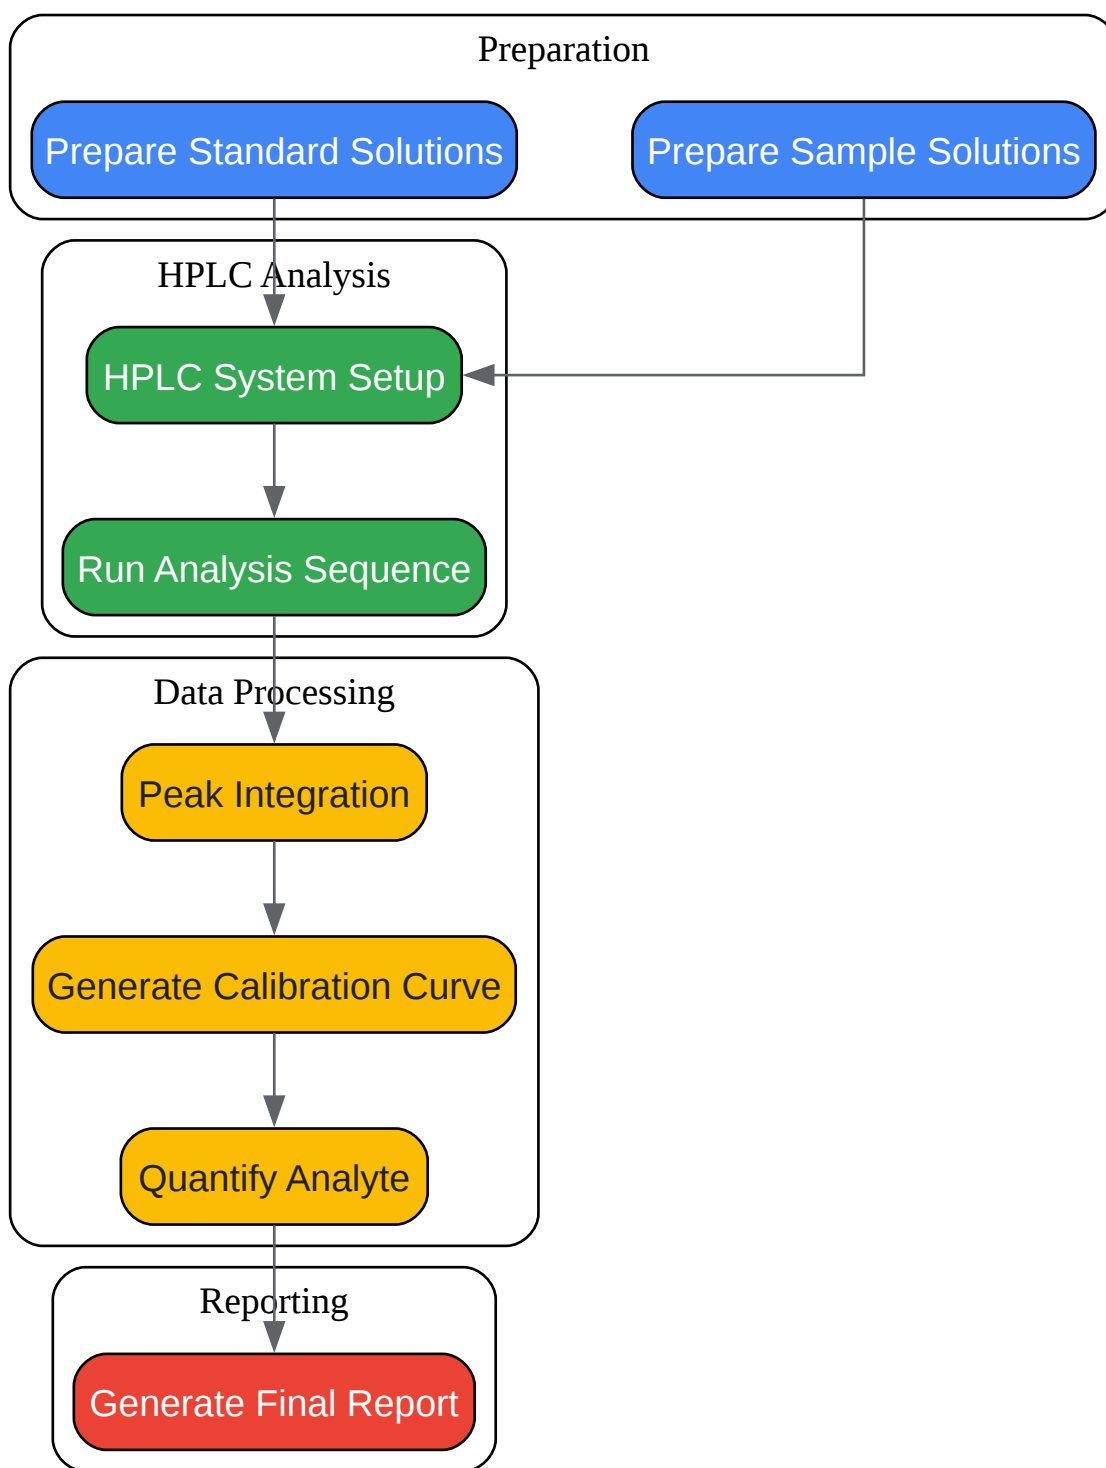 Preparation
Prepare Standard Solutions
Prepare Sample Solutions
HPLC Analysis
HPLC System Setup
Run Analysis Sequence
Data Processing
Peak Integration
Generate Calibration Curve
Quantify Analyte
Reporting
Generate Final Report